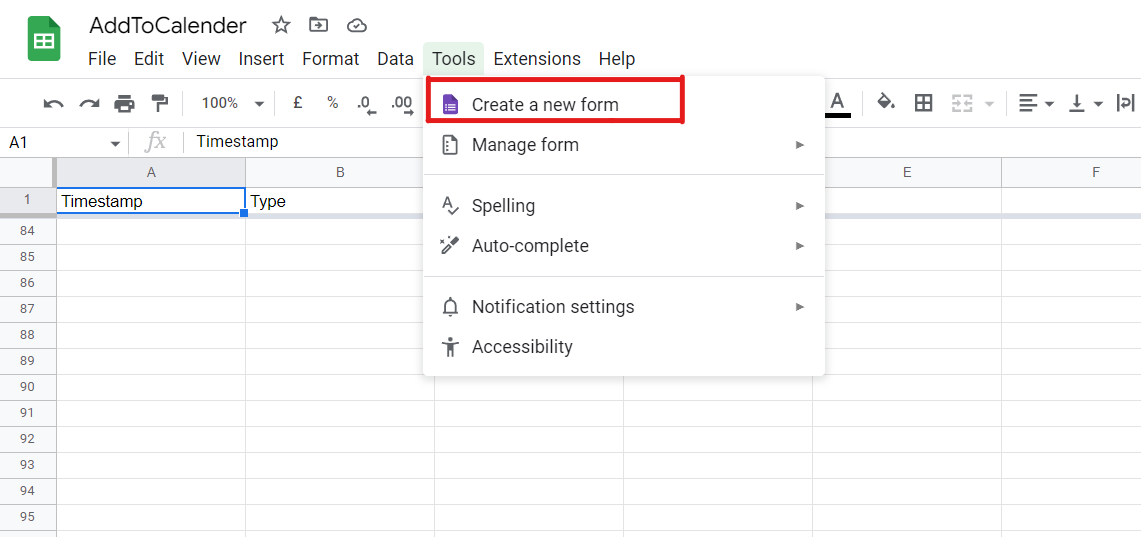 AddToCalender
File Edit View Insert Format Data Tools Extensions Help
100% £ % .0 .00 A
A1 fx Timestamp
A B E F
1 Timestamp Type
84
85
86
87
88
89
90
91
92
93
94
95
Create a new form
Manage form
Spelling
Auto-complete
Notification settings
Accessibility